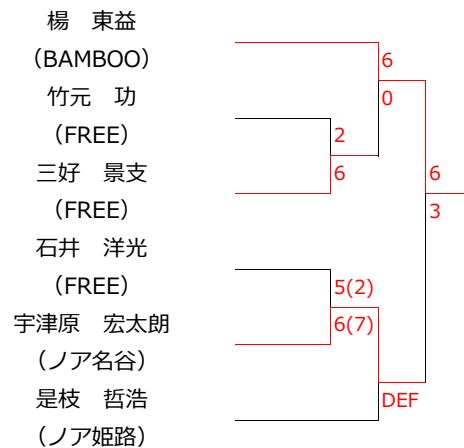 楊　東益
（BAMBOO）
6
竹元　功
0
（FREE）
2
三好　景支
6
6
（FREE）
3
石井　洋光
（FREE）
5(2)
宇津原　宏太朗
6(7)
（ノア名谷）
是枝　哲浩
DEF
（ノア姫路）